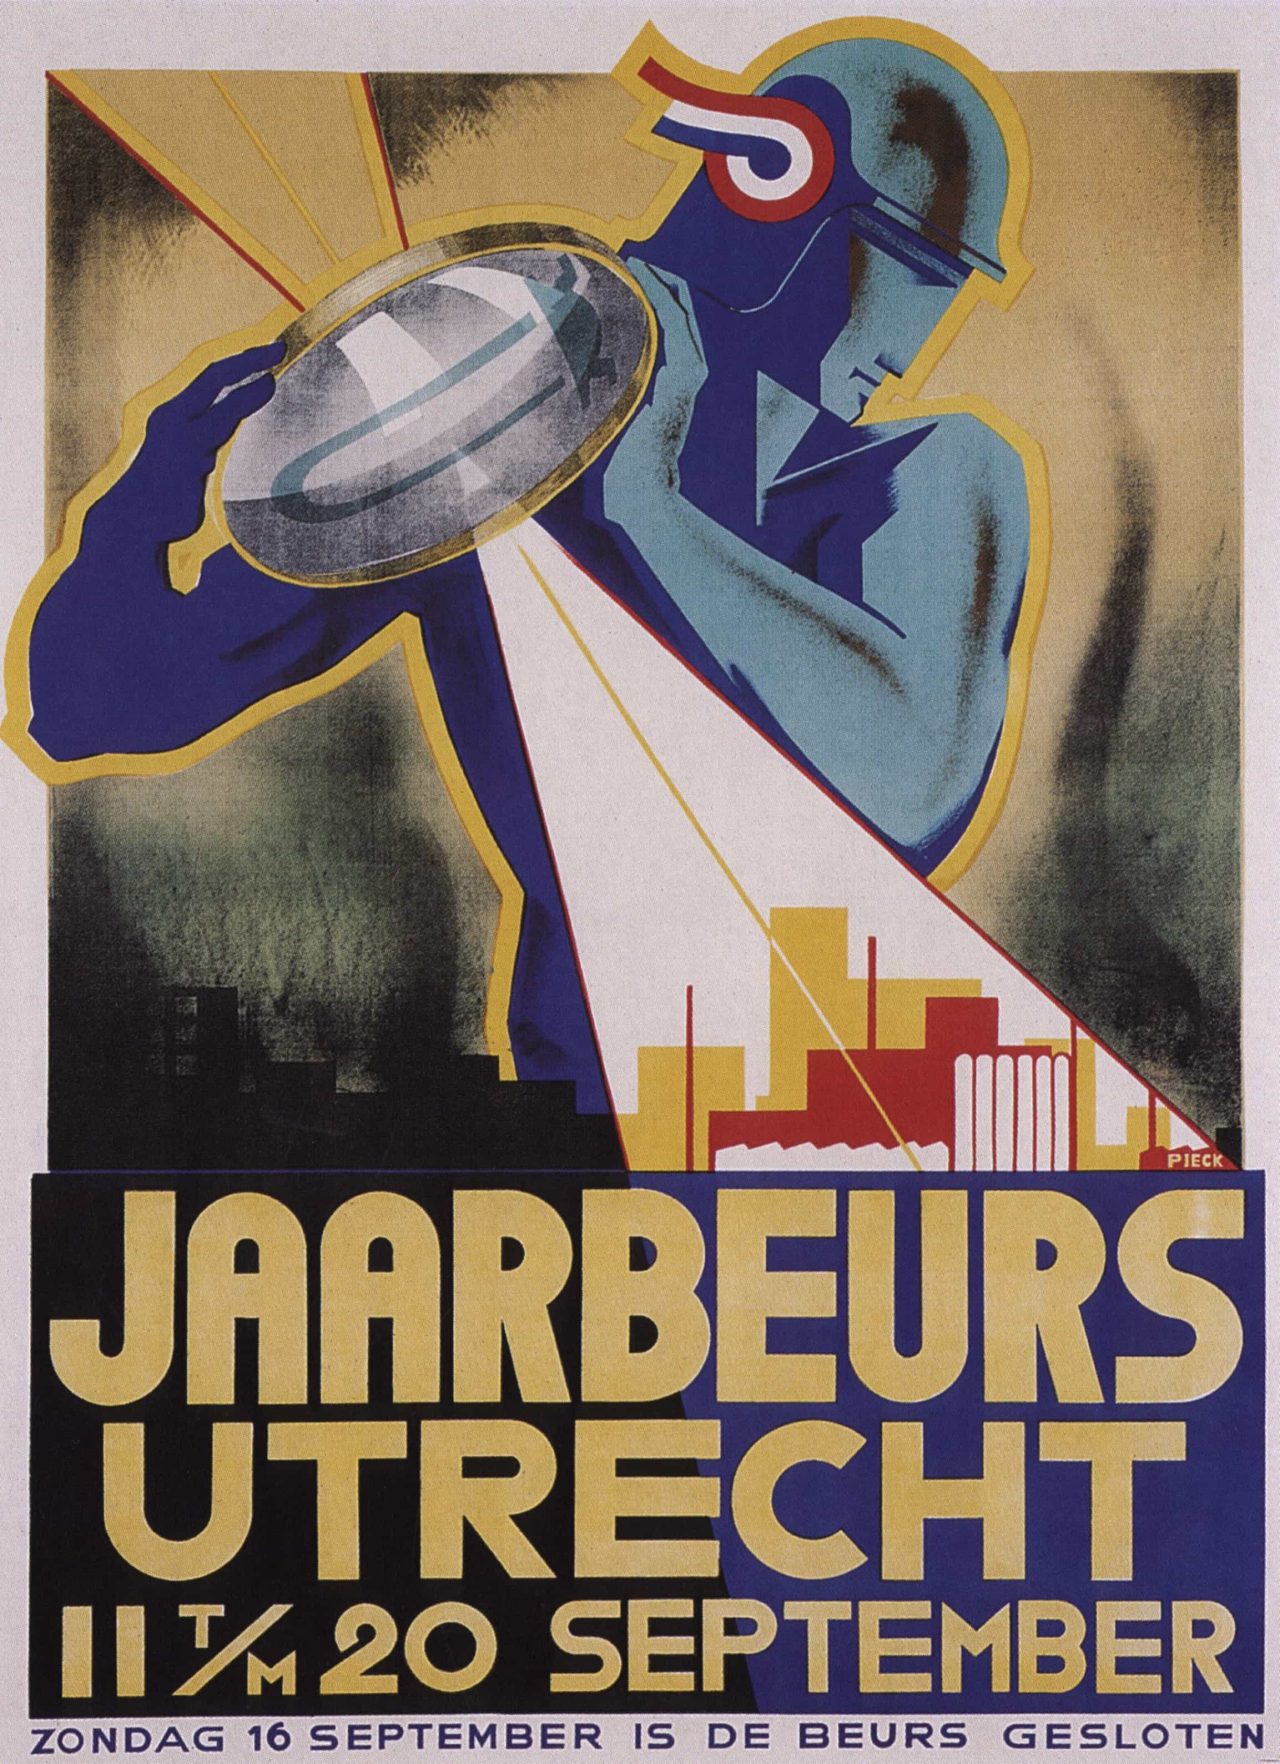 PIECK
JAARBEURS
UTRECHT
11 T/M 20 SEPTEMBER
ZONDAG 16 SEPTEMBER IS DE BEURS GESLOTEN